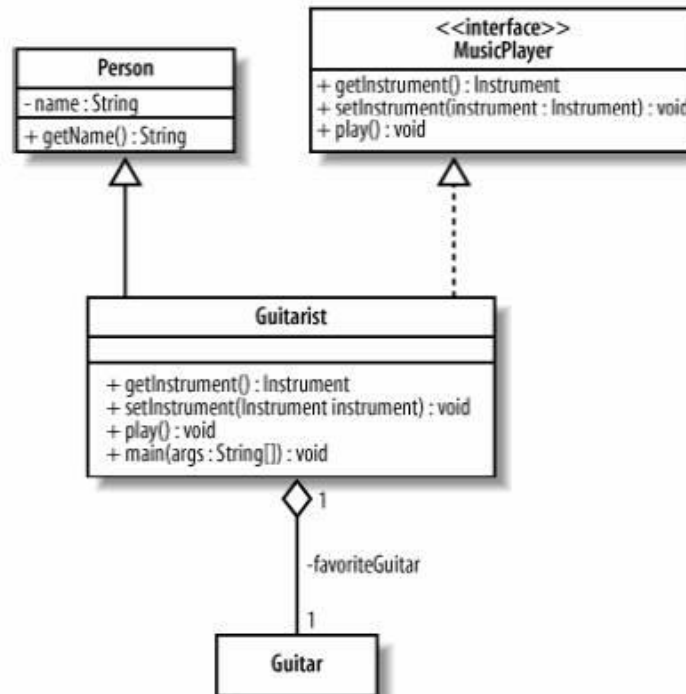 Person
- name : String
+ getName() : String
<<interface>>
MusicPlayer
+ getInstrument() : Instrument
+ setInstrument(instrument : Instrument) : void
+ play() : void
Guitarist
+ getInstrument() : Instrument
+ setInstrument(Instrument instrument) : void
+ play() : void
+ main(args : String[]) : void
1
-favoriteGuitar
1
Guitar